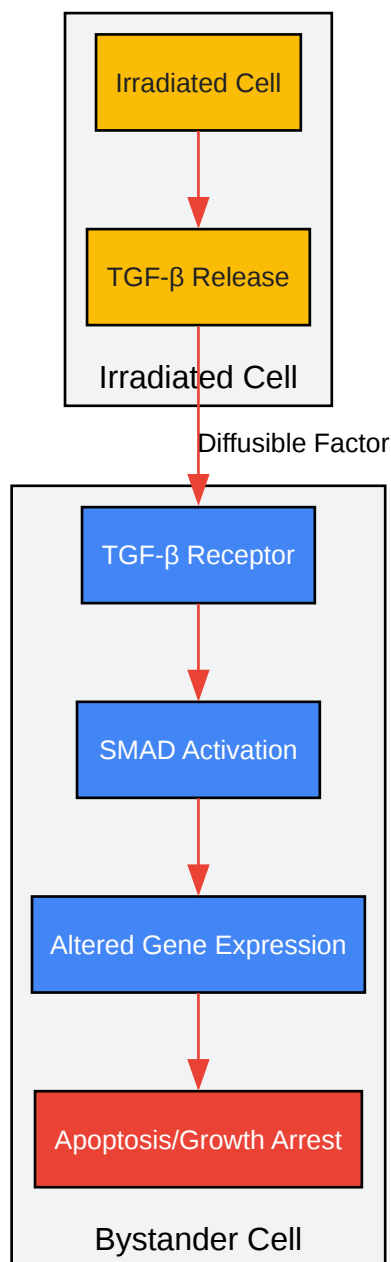 Irradiated Cell
TGF-β Release
Irradiated Cell
Diffusible Factor
TGF-β Receptor
SMAD Activation
Altered Gene Expression
Apoptosis/Growth Arrest
Bystander Cell